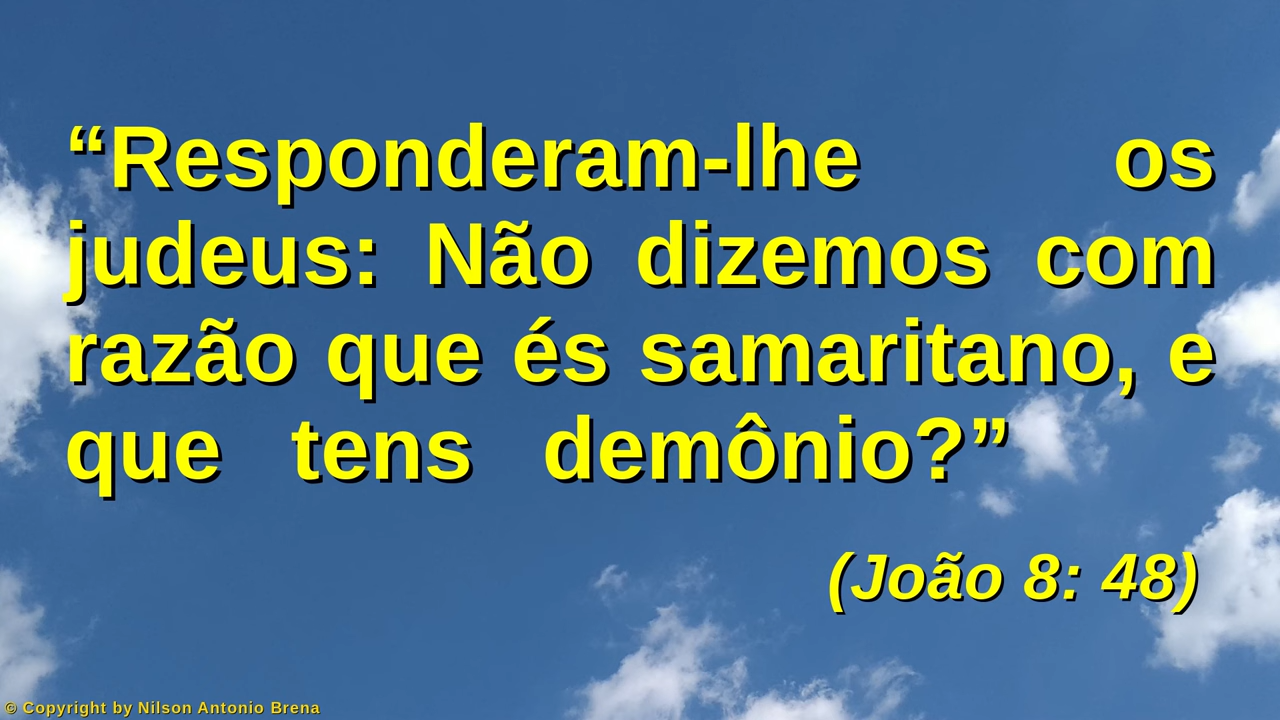 “Responderam-lhe os
judeus: Não dizemos com
razão que és samaritano, e
que tens demônio?”
(João 8: 48)
© Copyright by Nilson Antonio Brena